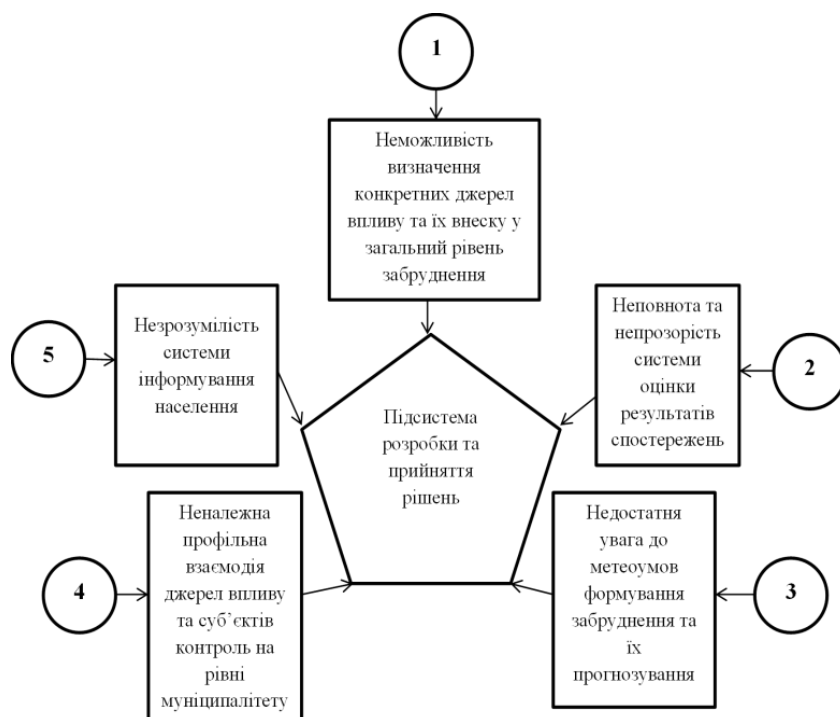 1
Неможливість
визначення
конкретних джерел
впливу та їх внеску у
загальний рівень
забруднення
5
Незрозумілість
системи
інформування
населення
Неповнота та
непрозорість
системи
оцінки
результатів
спостережень
2
Підсистема
розробки та
прийняття
рішень
4
Неналежна
профільна
взаємодія
джерел впливу
та суб’єктів
контроль на
рівні
муніципалітету
Недостатня
увага до
метеоумов
формування
забруднення та
їх
прогнозування
3